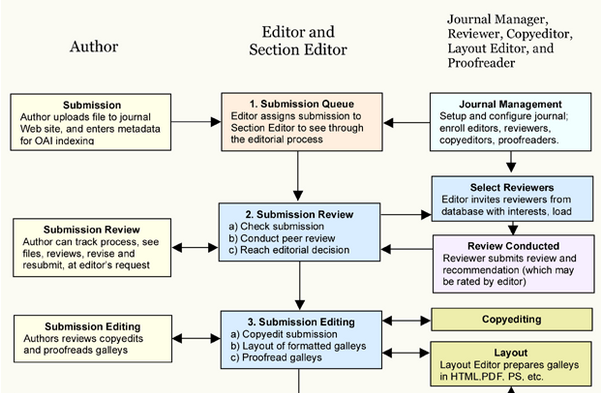 Author
Editor and
Section Editor
Journal Manager,
Reviewer, Copyeditor,
Layout Editor, and
Proofreader
Submission
Author uploads file to journal
Web site, and enters metadata
for OAI indexing
1. Submission Queue
Editor assigns submission to
Section Editor to see through
the editorial process
Journal Management
Setup and configure journal;
enroll editors, reviewers,
copyeditors, proofreaders.
Select Reviewers
Editor invites reviewers from
database with interests, load
Submission Review
Author can track process, see
files, reviews, revise and
resubmit, at editor's request
2. Submission Review
a) Check submission
b) Conduct peer review
c) Reach editorial decision
Review Conducted
Reviewer submits review and
recommendation (which may
be rated by editor)
Submission Editing
Authors reviews copyedits
and proofreads galleys
3. Submission Editing
a) Copyedit submission
b) Layout of formatted galleys
c) Proofread galleys
Copyediting
Layout
Layout Editor prepares galleys
in HTML.PDF, PS, etc.